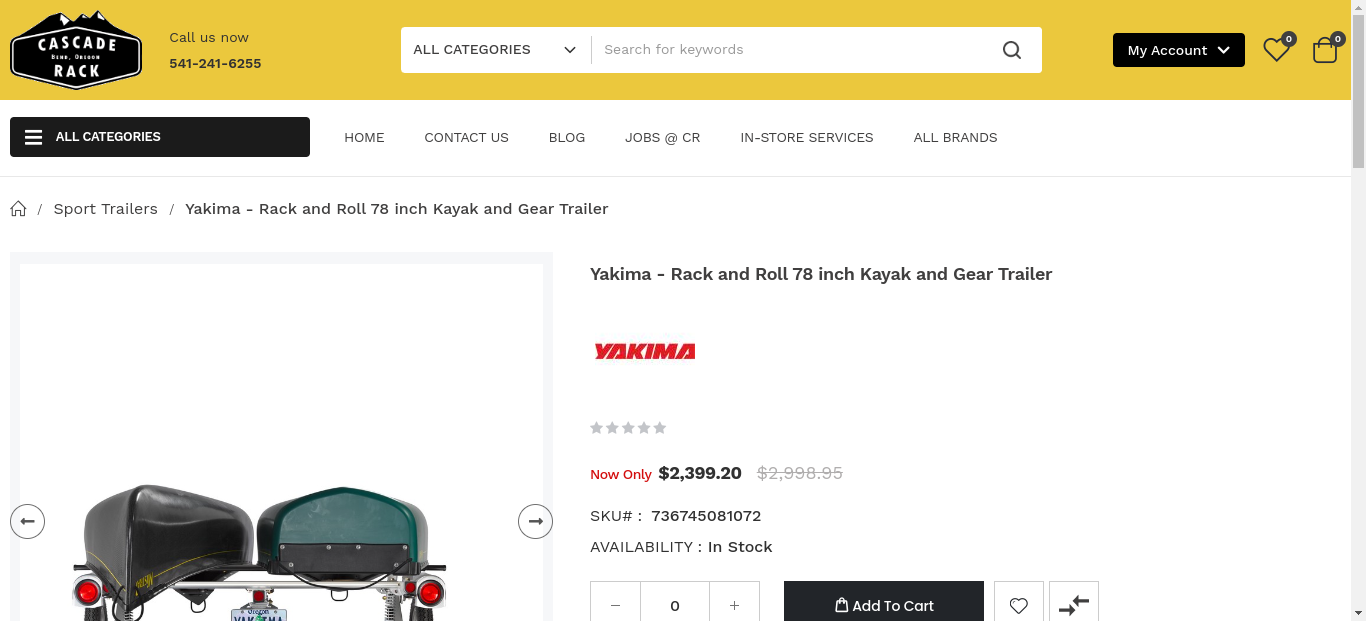 CASCADE
Bend, Oregon
RACK
Call us now
541-241-6255
ALL CATEGORIES
Search for keywords
My Account
0
0
ALL CATEGORIES
HOME
CONTACT US
BLOG
JOBS @ CR
IN-STORE SERVICES
ALL BRANDS
/ Sport Trailers / Yakima - Rack and Roll 78 inch Kayak and Gear Trailer
Yakima - Rack and Roll 78 inch Kayak and Gear Trailer
YAKIMA
Now Only $2,399.20 $2,998.95
SKU# : 736745081072
AVAILABILITY : In Stock
− 0 +
Add To Cart
Oregon
YAKIMA